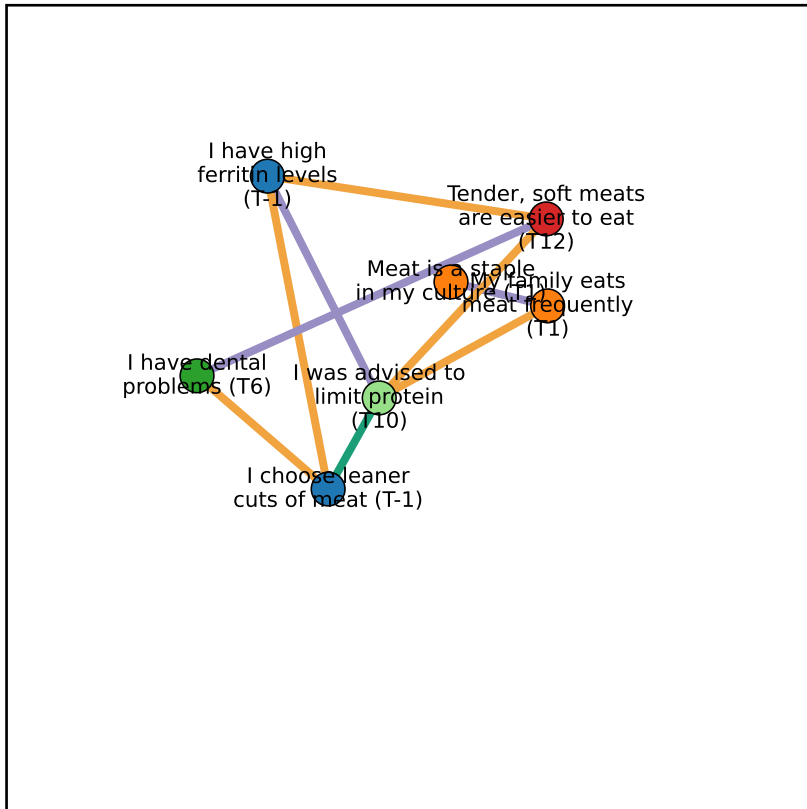 I have high
ferritin levels
(T-1)
Tender, soft meats
are easier to eat
(T12)
Meat is a staple
in my culture (T1)
My family eats
meat frequently
(T1)
I have dental
problems (T6)
I was advised to
limit protein
(T10)
I choose leaner
cuts of meat (T-1)